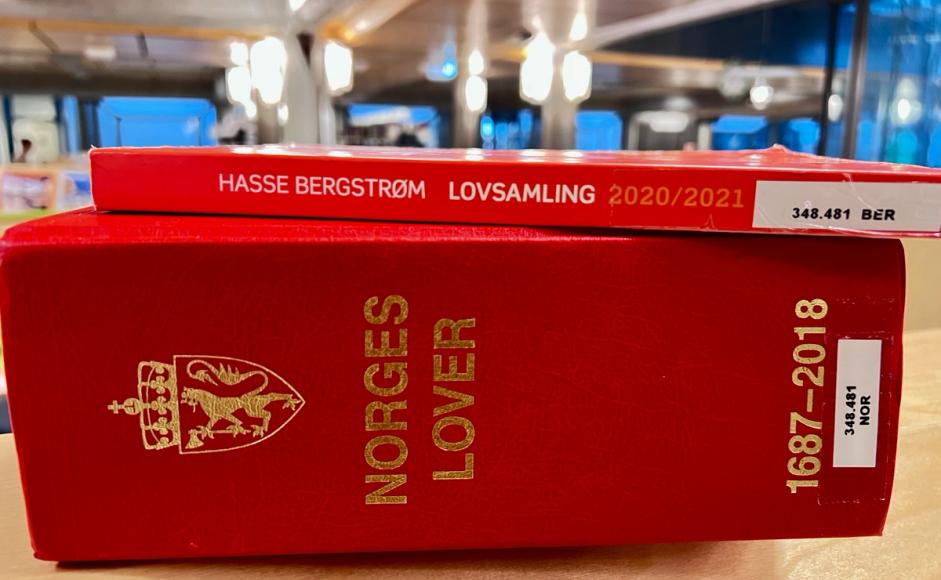 HASSE BERGSTRØM LOVSAMLING 2020/2021
348.481 BER
NORGES
LOVER
1687–2018
348.481
NOR